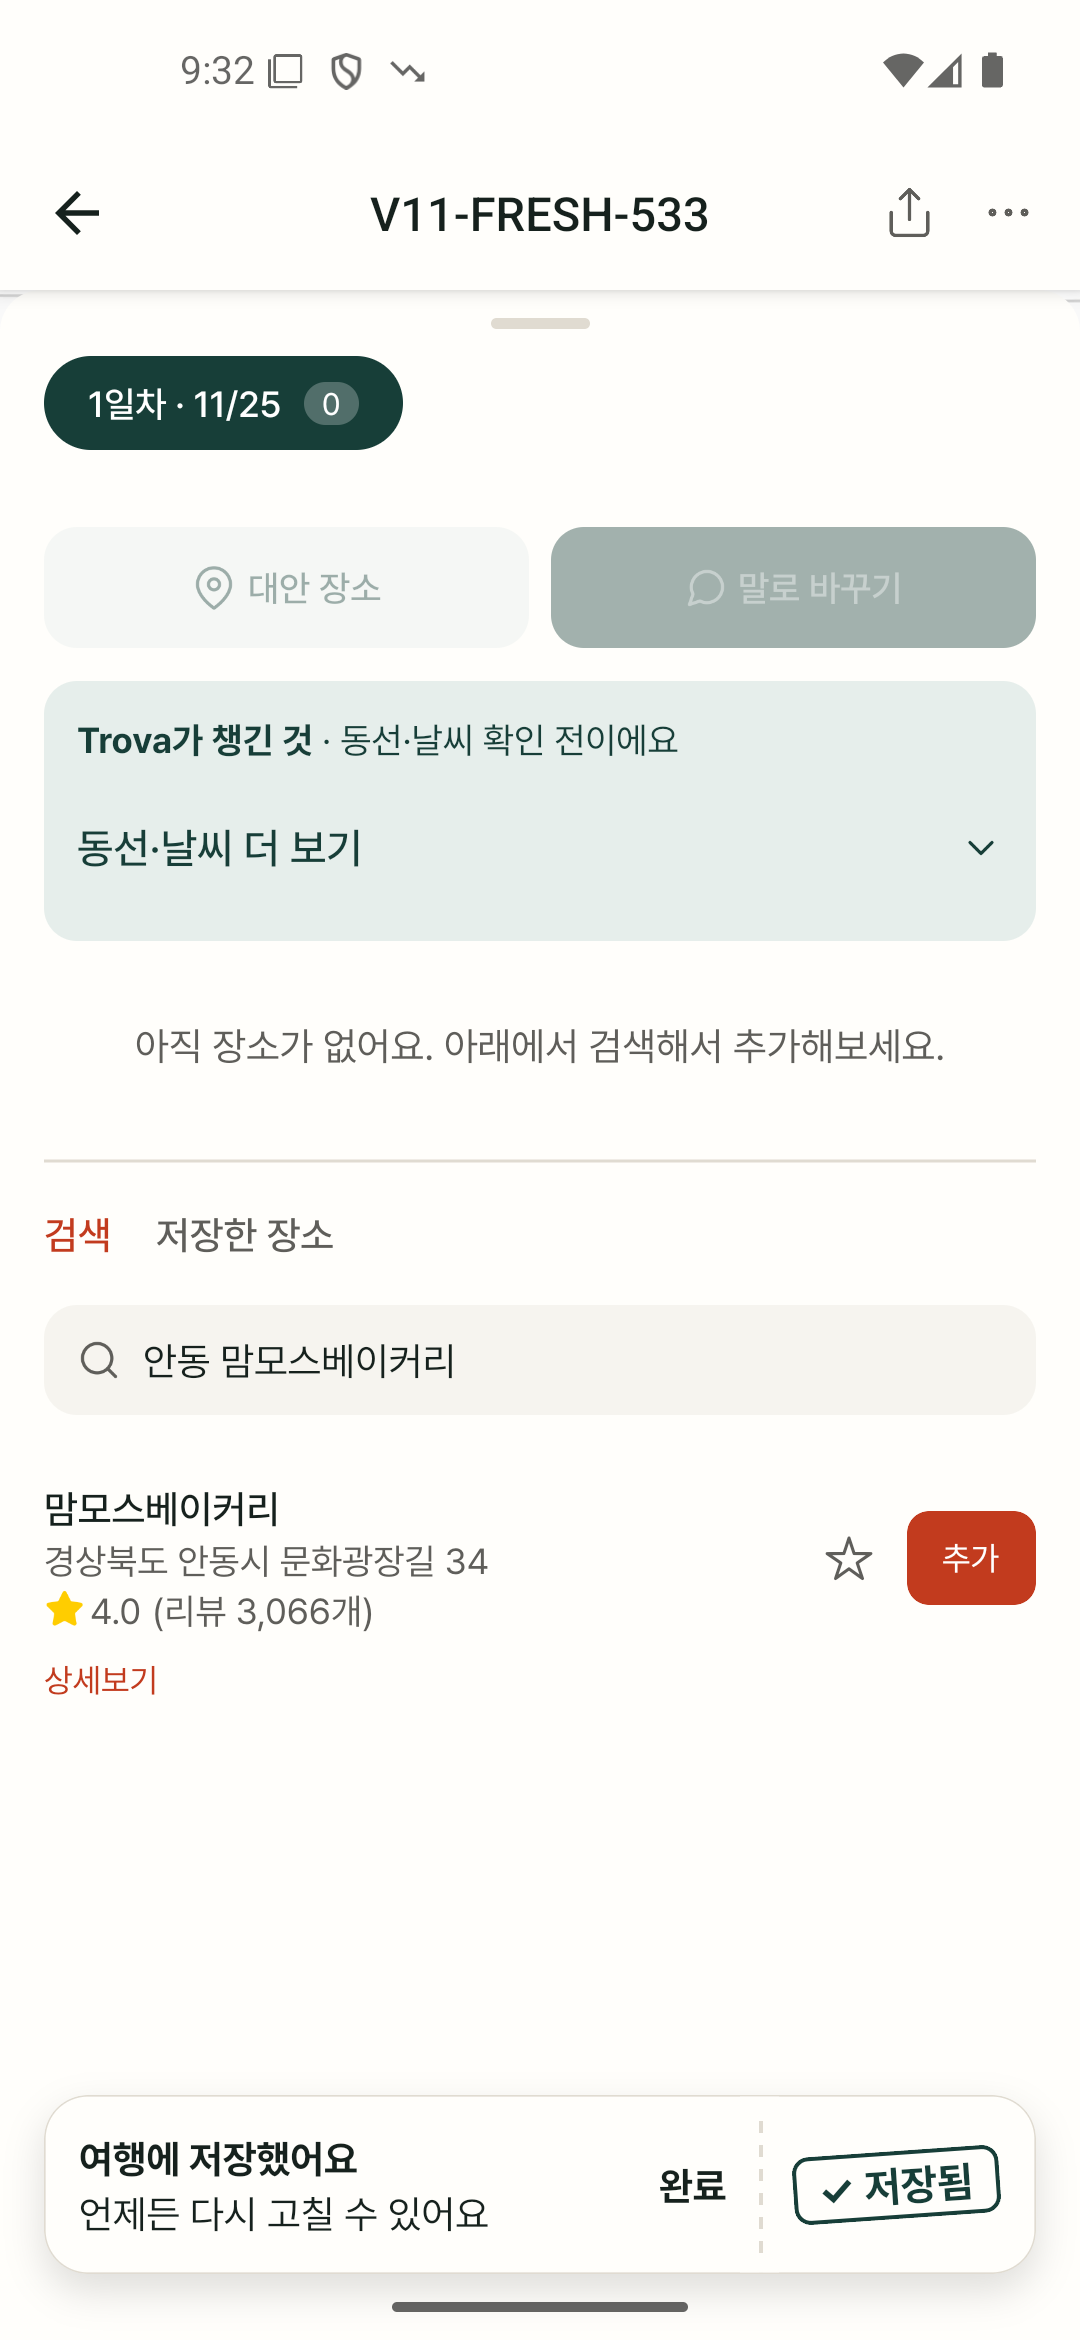 9:32
V11-FRESH-533
1일차 · 11/25 0
대안 장소
말로 바꾸기
Trova가 챙긴 것 · 동선·날씨 확인 전이에요
동선·날씨 더 보기
아직 장소가 없어요. 아래에서 검색해서 추가해보세요.
검색 저장한 장소
안동 맘모스베이커리
맘모스베이커리
경상북도 안동시 문화광장길 34
4.0 (리뷰 3,066개)
추가
상세보기
여행에 저장했어요
언제든 다시 고칠 수 있어요
완료
저장됨